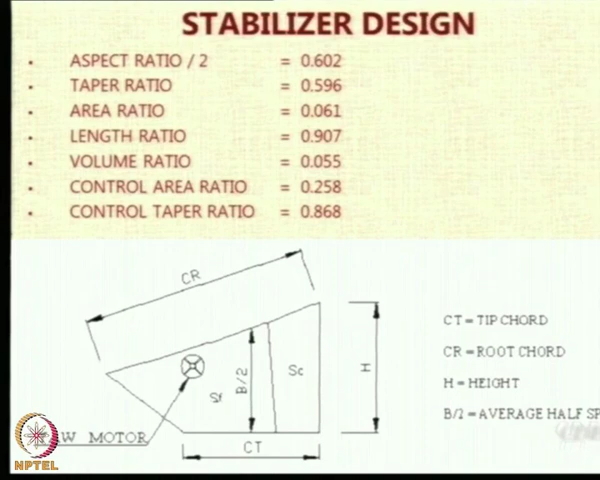 STABILIZER DESIGN
• ASPECT RATIO / 2 = 0.602
• TAPER RATIO = 0.596
• AREA RATIO = 0.061
• LENGTH RATIO = 0.907
• VOLUME RATIO = 0.055
• CONTROL AREA RATIO = 0.258
• CONTROL TAPER RATIO = 0.868
CR
CT = TIP CHORD
CR = ROOT CHORD
H = HEIGHT
B/2 = AVERAGE HALF SP
Sf
B/2
Sc
H
W MOTOR
CT
NPTEL